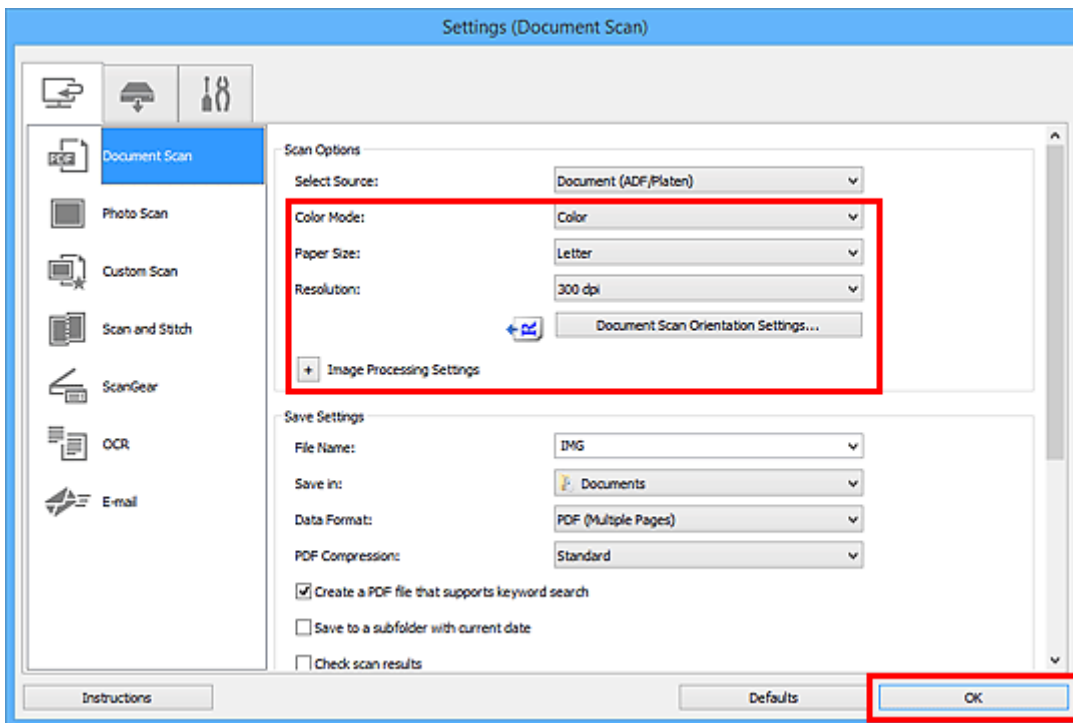 Settings (Document Scan)
Document Scan
Photo Scan
Custom Scan
Scan and Stitch
ScanGear
OCR
E-mail
Scan Options
Select Source: Document (ADF/Platen)
Color Mode: Color
Paper Size: Letter
Resolution: 300 dpi
Document Scan Orientation Settings...
+ Image Processing Settings
Save Settings
File Name: IMG
Save in: Documents
Data Format: PDF (Multiple Pages)
PDF Compression: Standard
Create a PDF file that supports keyword search
Save to a subfolder with current date
Check scan results
Instructions
Defaults
OK